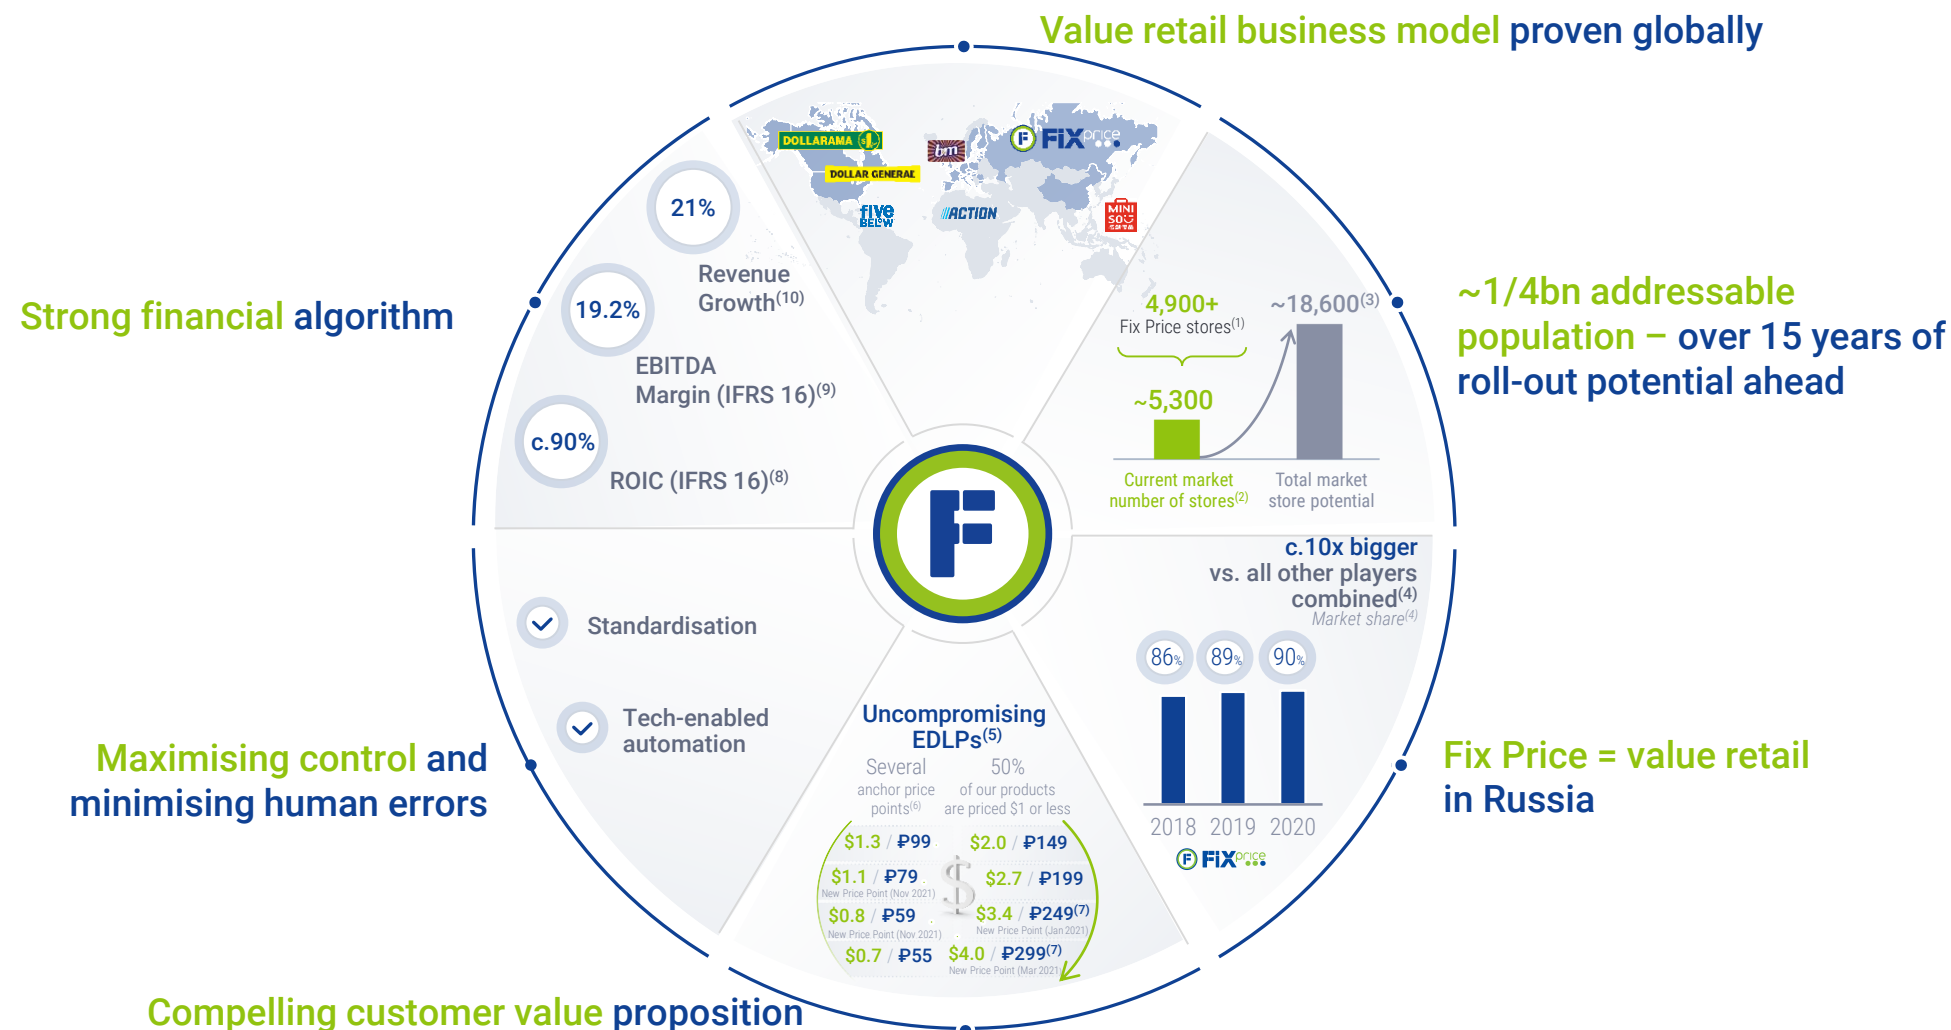 Value retail business model proven globally
DOLLARAMA $1
DOLLAR GENERAL
five
BELOW
bm
ACTION
F FiX price
MINI
SO
Strong financial algorithm
21%
Revenue
Growth(10)
19.2%
EBITDA
Margin (IFRS 16)(9)
c.90%
ROIC (IFRS 16)(8)
~1/4bn addressable
population – over 15 years of
roll-out potential ahead
4,900+
Fix Price stores(1)
~18,600(3)
~5,300
Current market
number of stores(2)
Total market
store potential
F
c.10x bigger
vs. all other players
combined(4)
Market share(4)
86%
89%
90%
2018 2019 2020
F FiX price
Fix Price = value retail
in Russia
Standardisation
Tech-enabled
automation
Maximising control and
minimising human errors
Uncompromising
EDLPs(5)
Several
anchor price
points(6)
50%
of our products
are priced $1 or less
$1.3 / ₽99
$1.1 / ₽79
New Price Point (Nov 2021)
$0.8 / ₽59
New Price Point (Nov 2021)
$0.7 / ₽55
$
$2.0 / ₽149
$2.7 / ₽199
$3.4 / ₽249(7)
New Price Point (Jan 2021)
$4.0 / ₽299(7)
New Price Point (Mar 2021)
Compelling customer value proposition